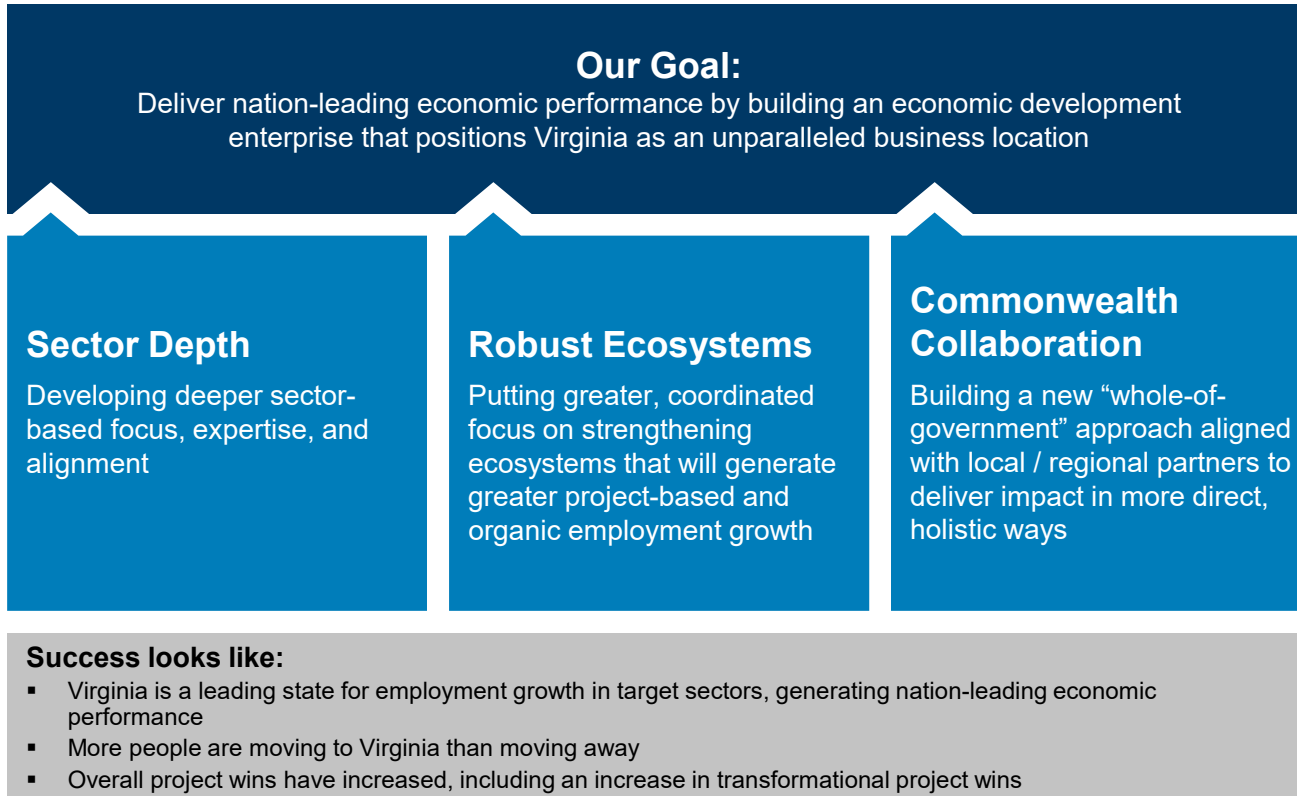 Our Goal:
Deliver nation-leading economic performance by building an economic development
enterprise that positions Virginia as an unparalleled business location
Sector Depth
Developing deeper sector-
based focus, expertise, and
alignment
Robust Ecosystems
Putting greater, coordinated
focus on strengthening
ecosystems that will generate
greater project-based and
organic employment growth
Commonwealth
Collaboration
Building a new “whole-of-
government” approach aligned
with local / regional partners to
deliver impact in more direct,
holistic ways
Success looks like:
▪ Virginia is a leading state for employment growth in target sectors, generating nation-leading economic
performance
▪ More people are moving to Virginia than moving away
▪ Overall project wins have increased, including an increase in transformational project wins